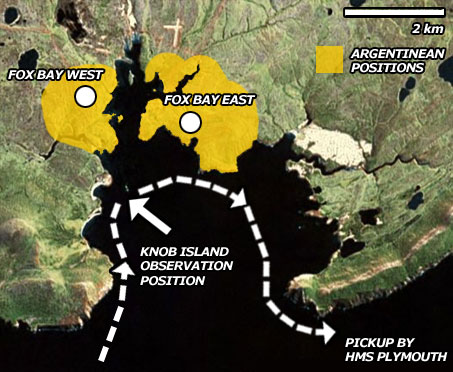 2 km
ARGENTINEAN
POSITIONS
FOX BAY WEST
FOX BAY EAST
KNOB ISLAND
OBSERVATION
POSITION
PICKUP BY
HMS PLYMOUTH